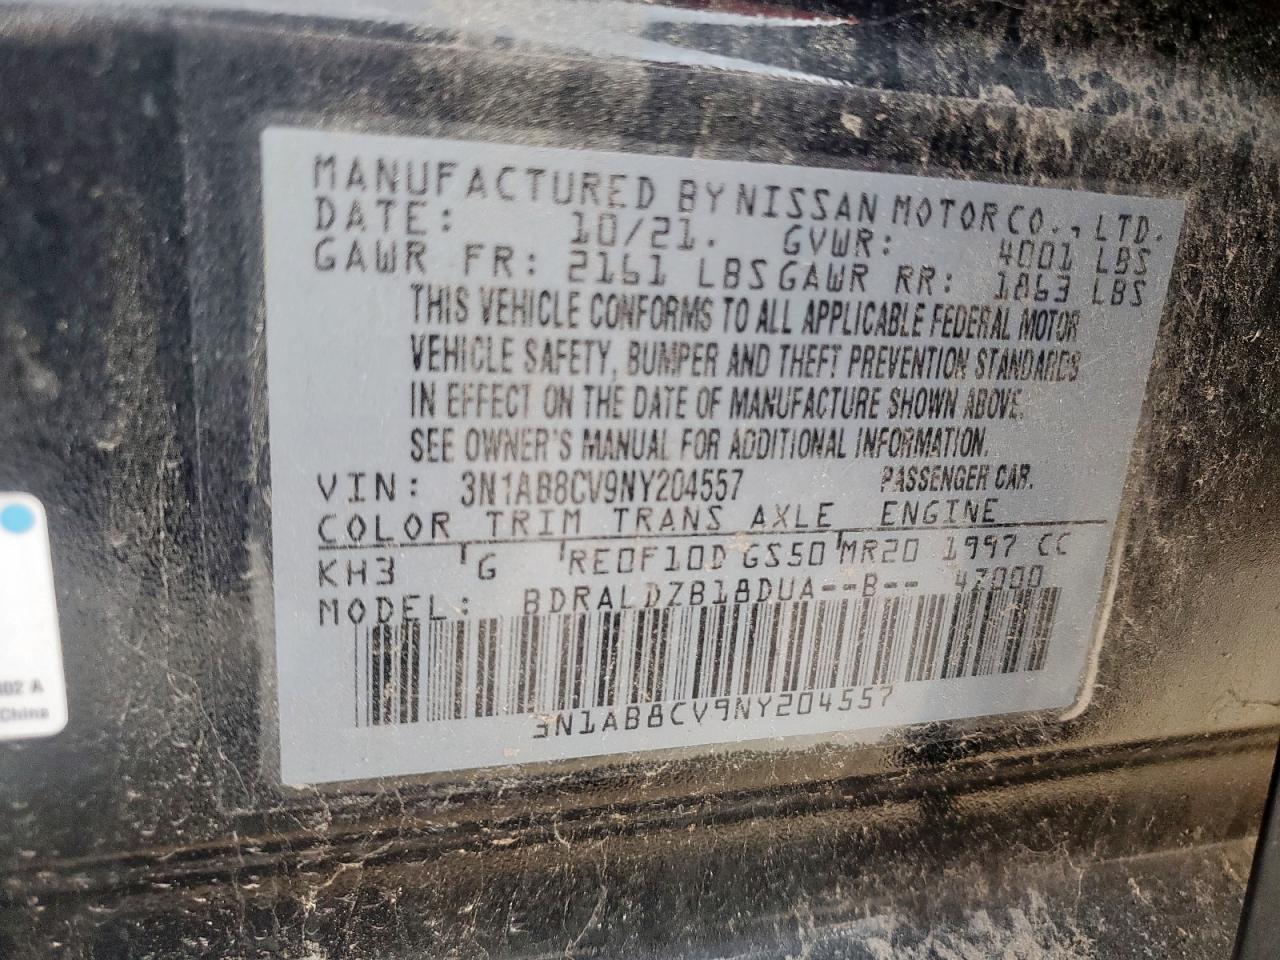 MANUFACTURED BY NISSAN MOTOR CO., LTD.
DATE: 10/21. GVWR: 4001 LBS
GAWR FR: 2161 LBS GAWR RR: 1863 LBS
THIS VEHICLE CONFORMS TO ALL APPLICABLE FEDERAL MOTOR
VEHICLE SAFETY, BUMPER AND THEFT PREVENTION STANDARDS
IN EFFECT ON THE DATE OF MANUFACTURE SHOWN ABOVE.
SEE OWNER'S MANUAL FOR ADDITIONAL INFORMATION.
VIN: 3N1AB8CV9NY204557 PASSENGER CAR.
COLOR TRIM TRANS AXLE ENGINE
KH3 G RE0F10D GS50 MR20 1997 CC
MODEL: BDRALDZB18DUA--B-- 47000
3N1AB8CV9NY204557
A
China